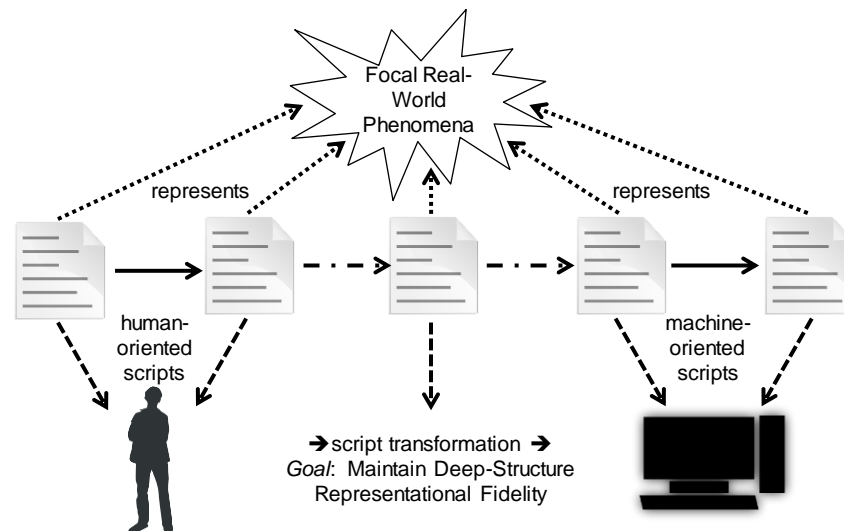 Focal Real-
World
Phenomena
represents
represents
human-
oriented
scripts
machine-
oriented
scripts
➔script transformation ➔
Goal: Maintain Deep-Structure
Representational Fidelity